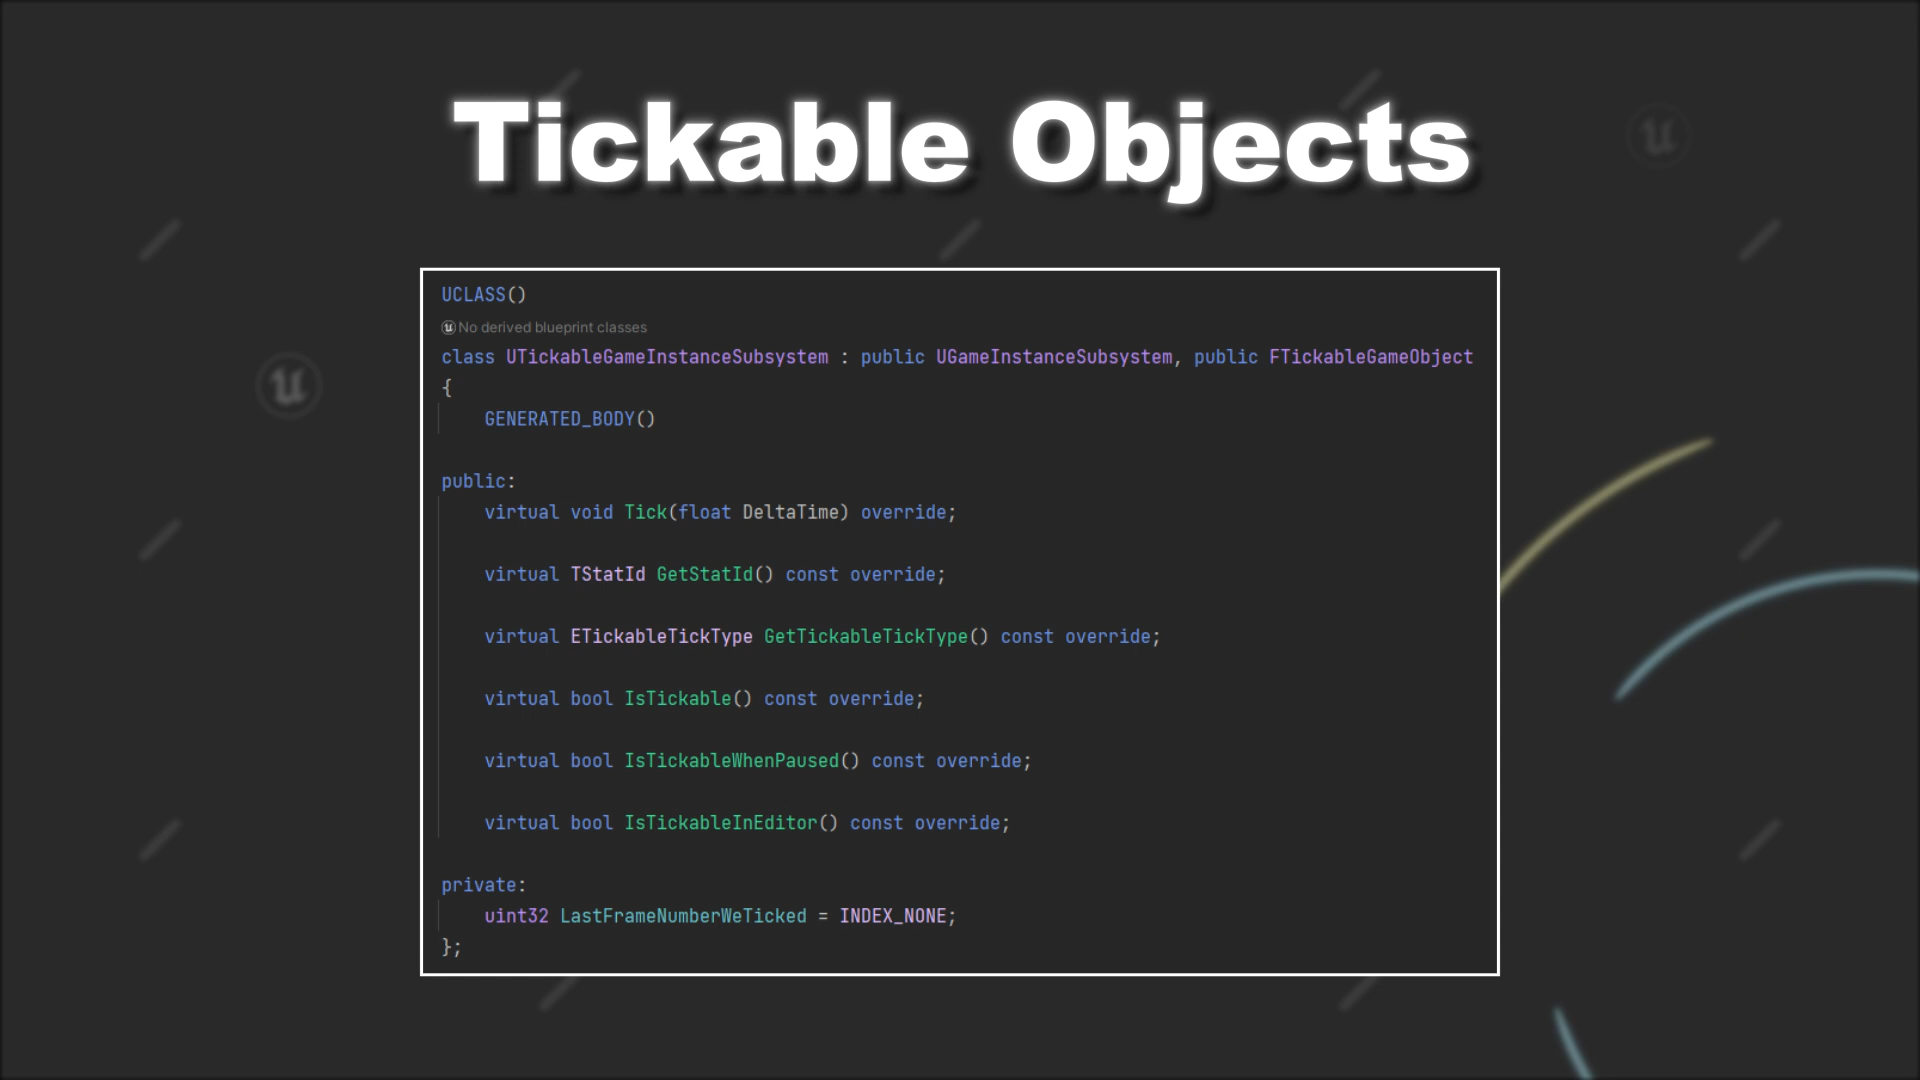 Tickable Objects
UCLASS()
No derived blueprint classes
class UTickableGameInstanceSubsystem : public UGameInstanceSubsystem, public FTickableGameObject
{
    GENERATED_BODY()
public:
    virtual void Tick(float DeltaTime) override;
    virtual TStatId GetStatId() const override;
    virtual ETickableTickType GetTickableTickType() const override;
    virtual bool IsTickable() const override;
    virtual bool IsTickableWhenPaused() const override;
    virtual bool IsTickableInEditor() const override;
private:
    uint32 LastFrameNumberWeTicked = INDEX_NONE;
};